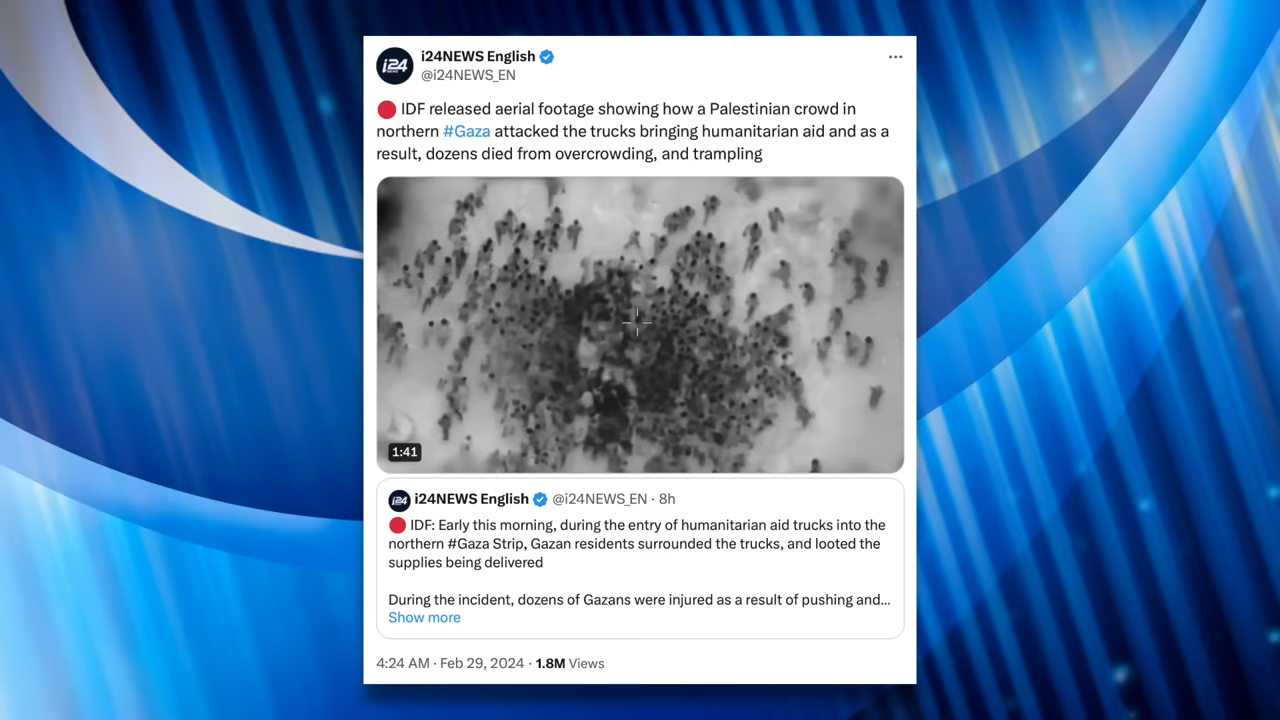 i24NEWS English
@i24NEWS_EN
🔴 IDF released aerial footage showing how a Palestinian crowd in
northern #Gaza attacked the trucks bringing humanitarian aid and as a
result, dozens died from overcrowding, and trampling
1:41
i24NEWS English @i24NEWS_EN · 8h
🔴 IDF: Early this morning, during the entry of humanitarian aid trucks into the
northern #Gaza Strip, Gazan residents surrounded the trucks, and looted the
supplies being delivered
During the incident, dozens of Gazans were injured as a result of pushing and...
Show more
4:24 AM · Feb 29, 2024 · 1.8M Views